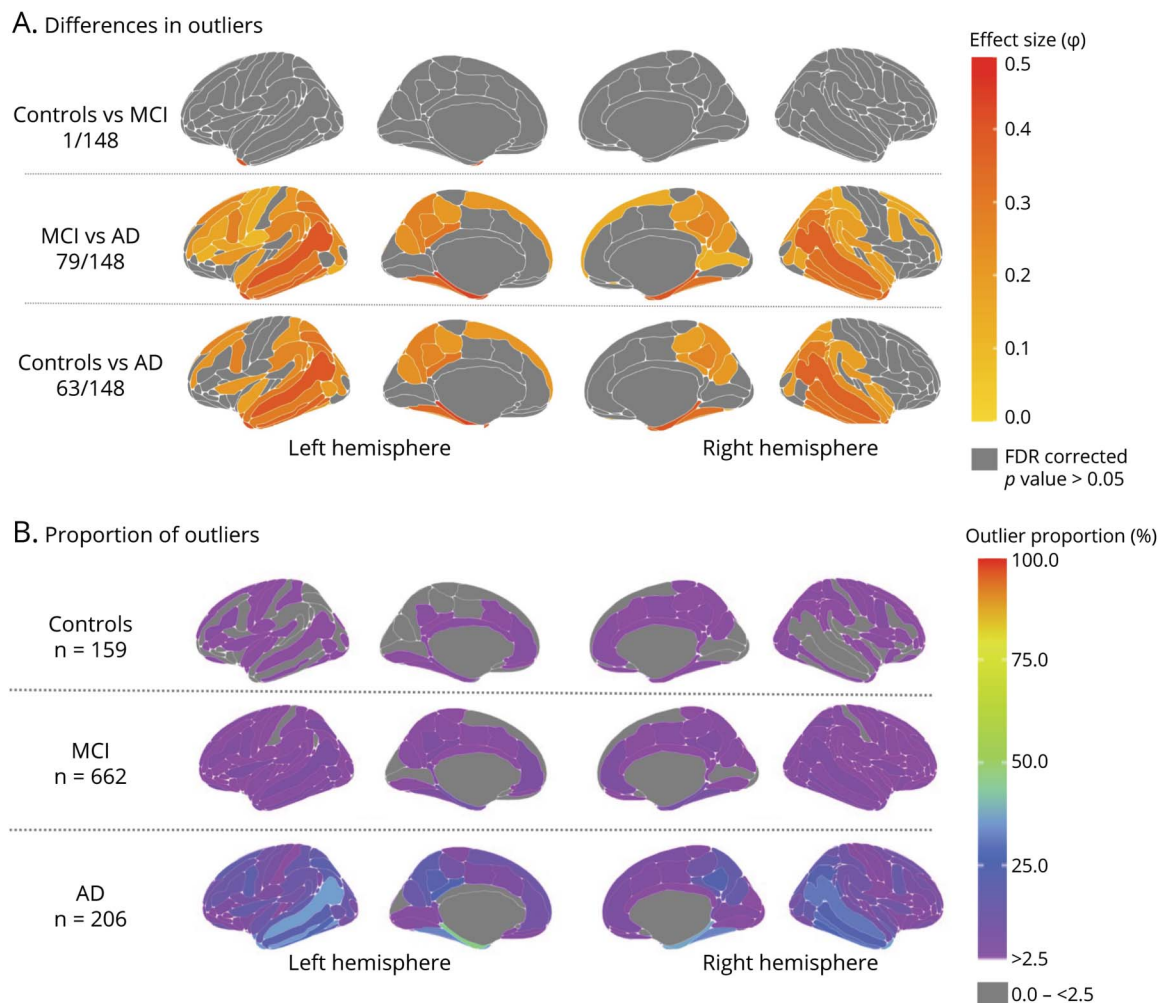 A. Differences in outliers
Effect size (φ)
Controls vs MCI
1/148
MCI vs AD
79/148
Controls vs AD
63/148
Left hemisphere
Right hemisphere
0.5
0.4
0.3
0.2
0.1
0.0
FDR corrected
p value > 0.05
B. Proportion of outliers
Outlier proportion (%)
Controls
n = 159
MCI
n = 662
AD
n = 206
Left hemisphere
Right hemisphere
100.0
75.0
50.0
25.0
>2.5
0.0 – <2.5